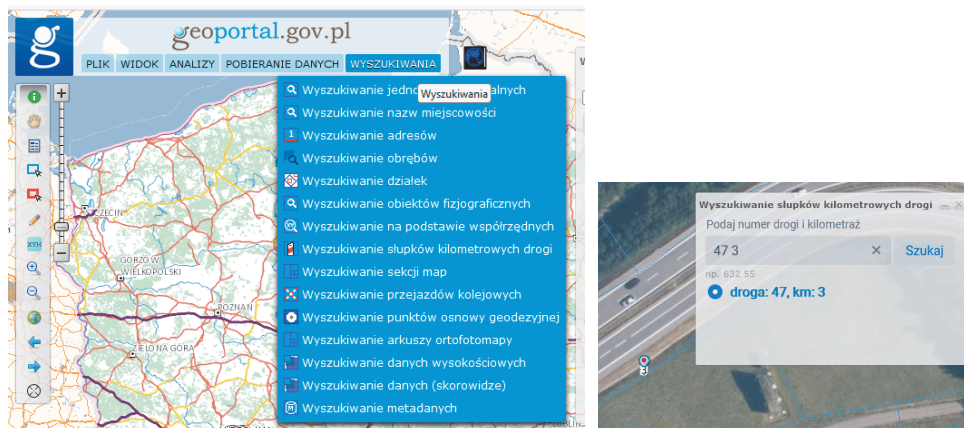 geoportal.gov.pl
PLIK WIDOK ANALIZY POBIERANIE DANYCH WYSZUKIWANIA
Wyszukiwania
Wyszukiwanie nazw miejscowości
Wyszukiwanie adresów
Wyszukiwanie obrębów
Wyszukiwanie działek
Wyszukiwanie obiektów fizjograficznych
Wyszukiwanie na podstawie współrzędnych
Wyszukiwanie słupków kilometrowych drogi
Wyszukiwanie sekcji map
Wyszukiwanie przejazdów kolejowych
Wyszukiwanie punktów osnowy geodezyjnej
Wyszukiwanie arkuszy ortofotomapy
Wyszukiwanie danych wysokościowych
Wyszukiwanie danych (skorowidze)
Wyszukiwanie metadanych
XYH
SZCZECIN
GORZÓW
WIELKOPOLSKI
POZNAŃ
ZIELONA GÓRA
LUBLIN
Wyszukiwanie słupków kilometrowych drogi
Podaj numer drogi i kilometraż
47 3 Szukaj
np. 632 55
droga: 47, km: 3
3